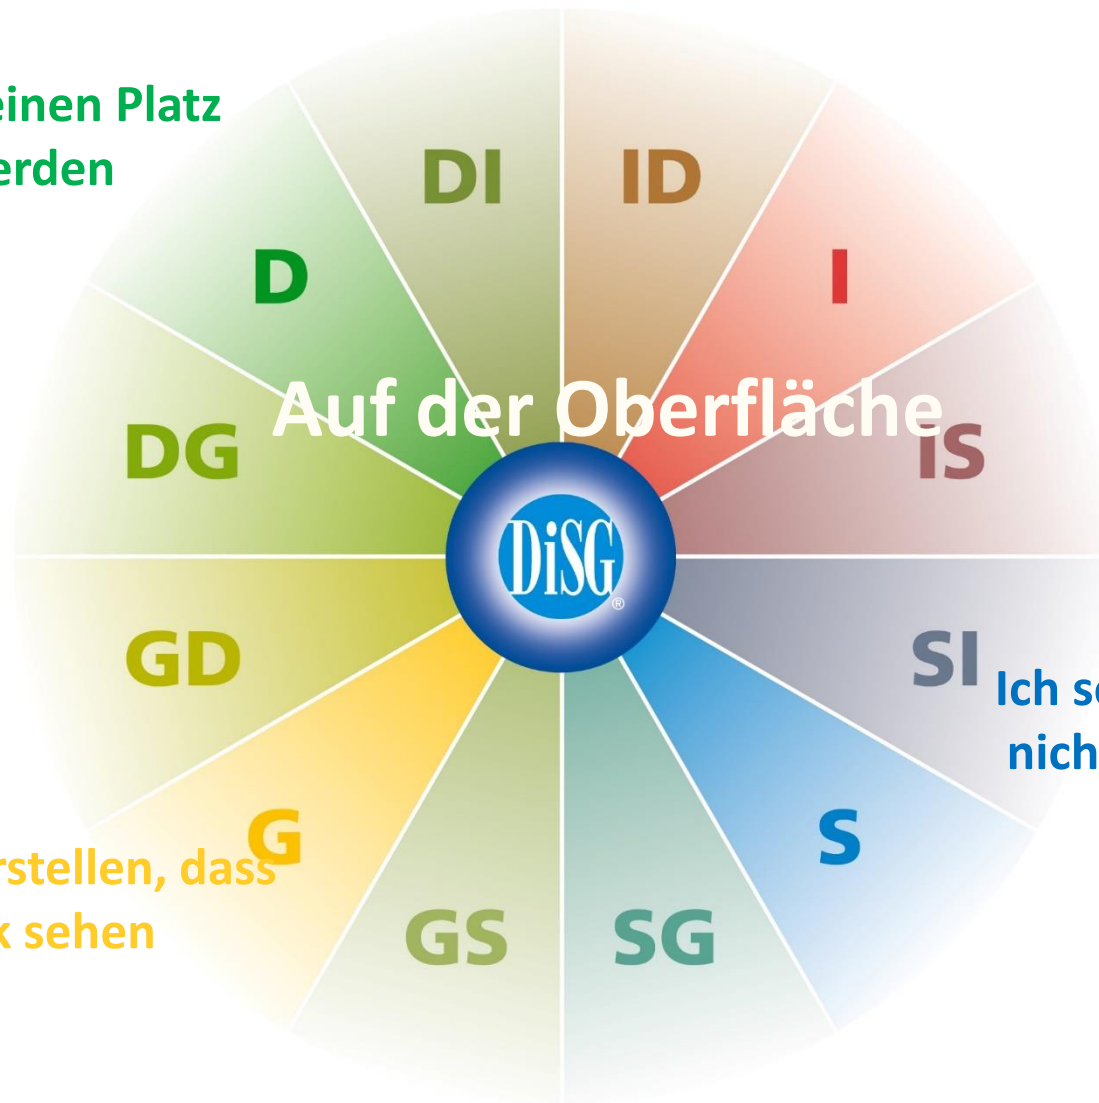 einen Platz
erden
DI
ID
D
I
Auf der Oberfläche
DG
IS
DiSG®
GD
SI
Ich s
nich
G
S
rstellen, dass
k sehen
GS
SG